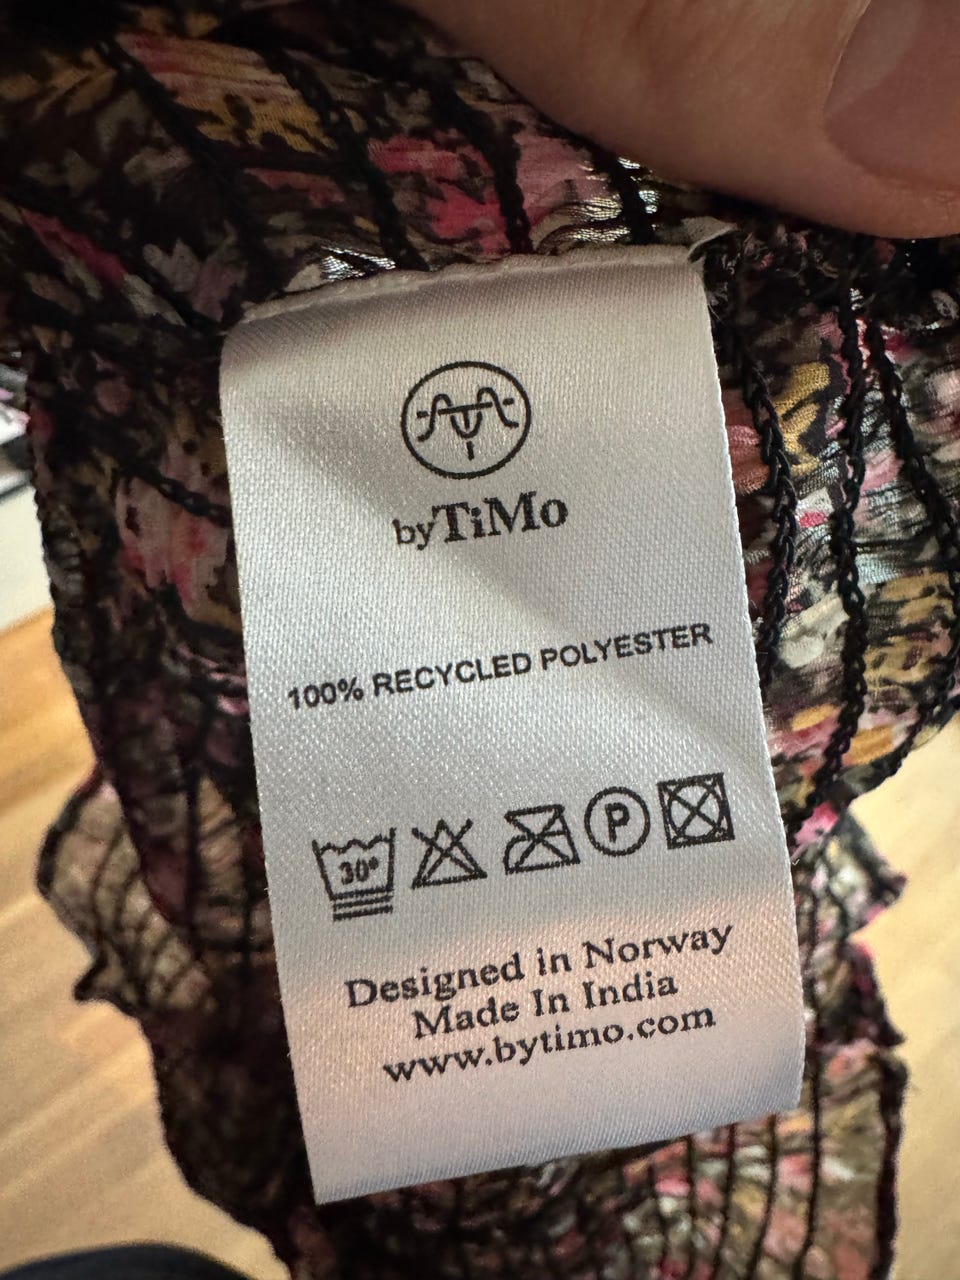 byTiMo
100% RECYCLED POLYESTER
30° P
Designed in Norway
Made In India
www.bytimo.com